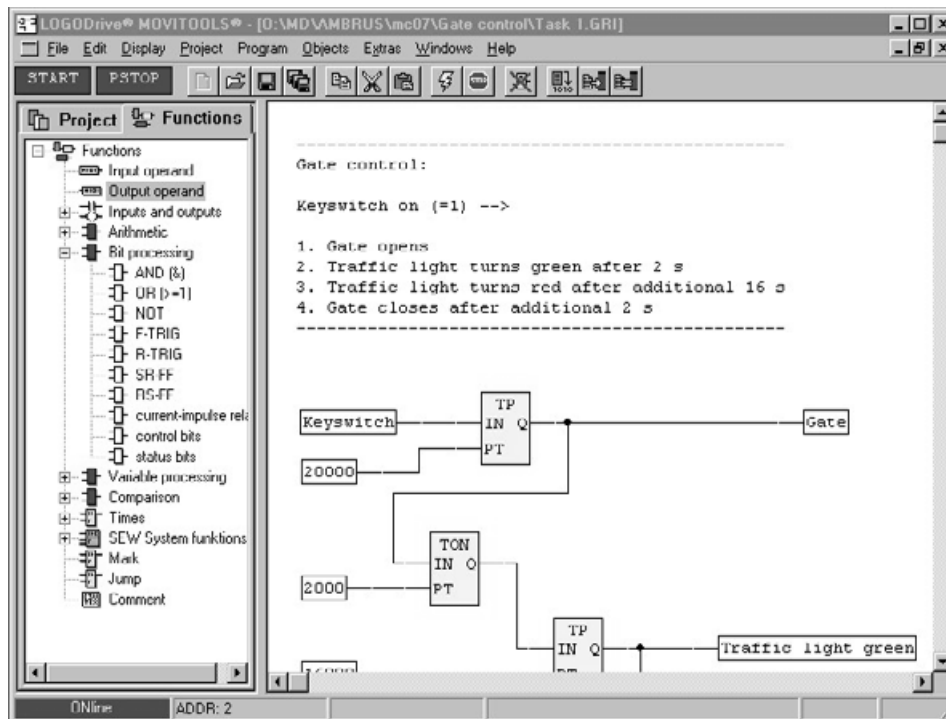 LOGODrive® MOVITOOLS® - [D:\MD\AMBRUS\mc07\Gate control\Task 1.GRI]
File Edit Display Project Program Objects Extras Windows Help
START PSTOP
Project Functions
Functions
Input operand
Output operand
Inputs and outputs
Arithmetic
Bit processing
AND (&)
OR (>=1)
NOT
F-TRIG
R-TRIG
SR-FF
RS-FF
current-impulse rela
control bits
status bits
Variable processing
Comparison
Times
SEW System funktions
Mark
Jump
Comment
Gate control:
Keyswitch on (=1) -->
1. Gate opens
2. Traffic light turns green after 2 s
3. Traffic light turns red after additional 16 s
4. Gate closes after additional 2 s
TP
Keyswitch IN Q Gate
PT
20000
TON
IN Q
2000 PT
TP
IN Q Traffic light green
ONline ADDR: 2